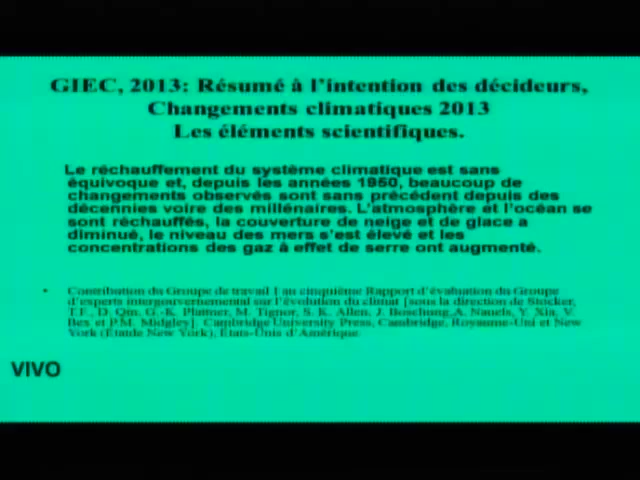 GIEC, 2013: Résumé à l'intention des décideurs,
Changements climatiques 2013
Les éléments scientifiques.
Le réchauffement du système climatique est sans
équivoque et, depuis les années 1950, beaucoup de
changements observés sont sans précédent depuis des
décennies voire des millénaires. L'atmosphère et l'océan se
sont réchauffés, la couverture de neige et de glace a
diminué, le niveau des mers s'est élevé et les
concentrations des gaz à effet de serre ont augmenté.
• Contribution du Groupe de travail I au cinquième Rapport d'évaluation du Groupe
d'experts intergouvernemental sur l'évolution du climat [sous la direction de Stocker,
T.F., D. Qin, G.-K. Plattner, M. Tignor, S. K. Allen, J. Boschung, A. Nauels, Y. Xia, V.
Bex et P.M. Midgley]. Cambridge University Press, Cambridge, Royaume-Uni et New
York (Etatde New York), États-Unis d'Amérique.
VIVO